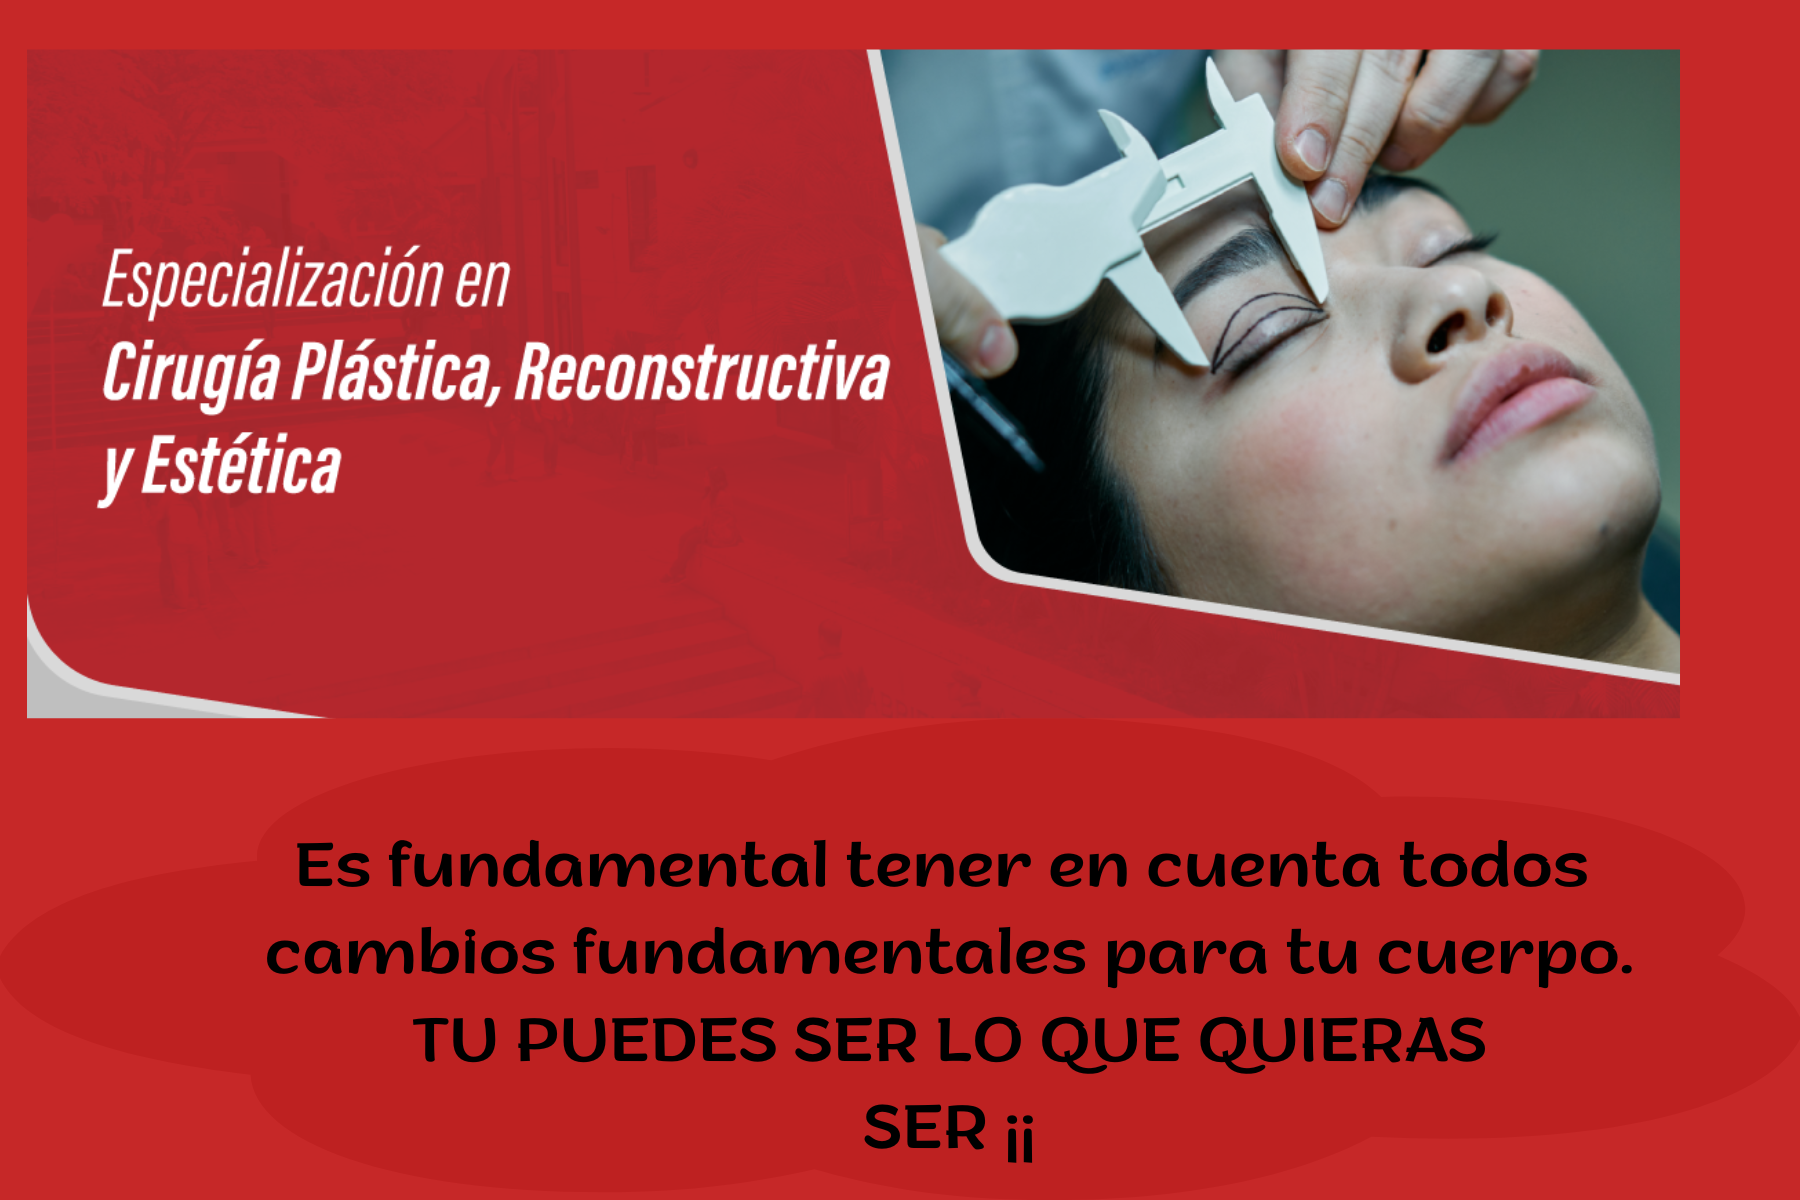 Especialización en
Cirugía Plástica, Reconstructiva
y Estética
Es fundamental tener en cuenta todos
cambios fundamentales para tu cuerpo.
TU PUEDES SER LO QUE QUIERAS
SER ¡¡